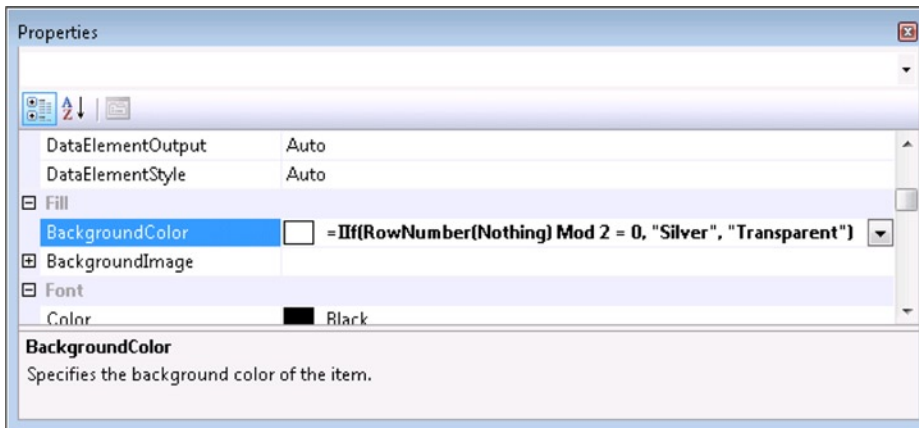 Properties
DataElementOutput Auto
DataElementStyle Auto
Fill
BackgroundColor =IIf(RowNumber(Nothing) Mod 2 = 0, "Silver", "Transparent")
BackgroundImage
Font
Color Black
BackgroundColor
Specifies the background color of the item.